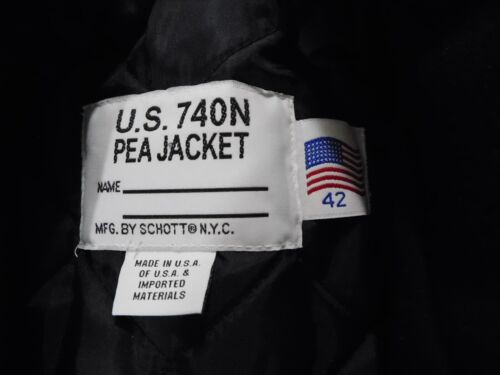 U.S. 740N
PEA JACKET
NAME
MFG. BY SCHOTT® N.Y.C.
42
MADE IN U.S.A.
OF U.S.A. &
IMPORTED
MATERIALS